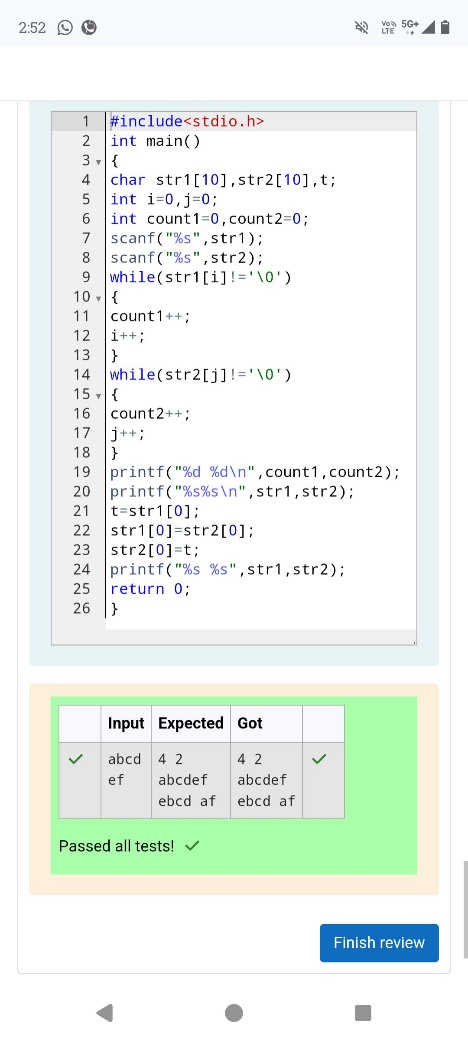 2:52 Vo)) LTE 5G+
1 #include<stdio.h>
2 int main()
3 {
4 char str1[10],str2[10],t;
5 int i=0,j=0;
6 int count1=0,count2=0;
7 scanf("%s",str1);
8 scanf("%s",str2);
9 while(str1[i]!='\0')
10 {
11 count1++;
12 i++;
13 }
14 while(str2[j]!='\0')
15 {
16 count2++;
17 j++;
18 }
19 printf("%d %d\n",count1,count2);
20 printf("%s%s\n",str1,str2);
21 t=str1[0];
22 str1[0]=str2[0];
23 str2[0]=t;
24 printf("%s %s",str1,str2);
25 return 0;
26 }
Input Expected Got
abcd 4 2 4 2
ef abcdef abcdef
ebcd af ebcd af
Passed all tests!
Finish review